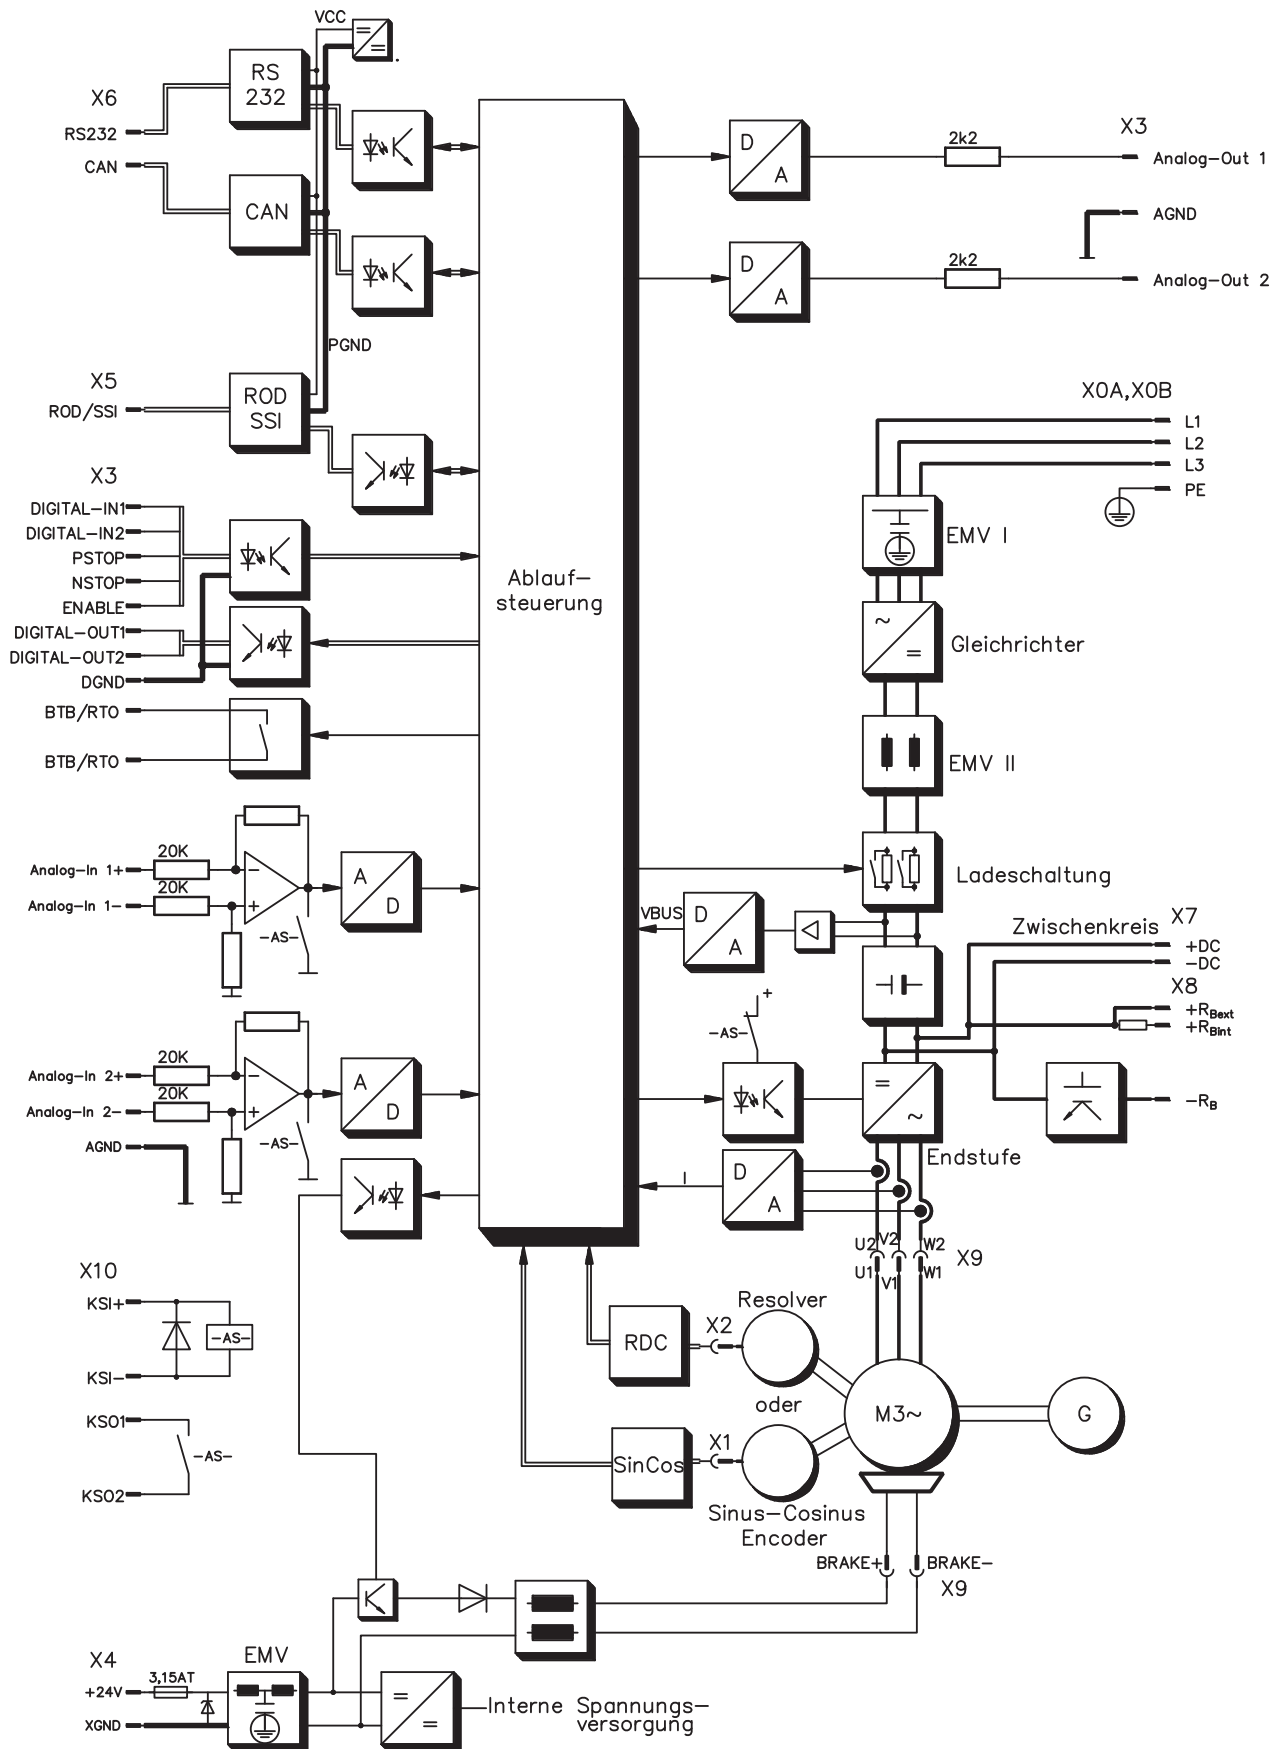 VCC
X6
RS
232
RS232
CAN
CAN
PGND
X5
ROD/SSI
ROD
SSI
X3
DIGITAL-IN1
DIGITAL-IN2
PSTOP
NSTOP
ENABLE
DIGITAL-OUT1
DIGITAL-OUT2
DGND
BTB/RTO
BTB/RTO
20K
Analog-In 1+
20K
Analog-In 1-
-AS-
A
D
20K
Analog-In 2+
20K
Analog-In 2-
AGND
-AS-
A
D
X10
KSI+
-AS-
KSI-
KSO1
-AS-
KSO2
X4
EMV
3,15AT
+24V
XGND
=
=
Interne Spannungs-
versorgung
Ablauf-
steuerung
D
A
2k2
X3
Analog-Out 1
AGND
D
A
2k2
Analog-Out 2
X0A,X0B
L1
L2
L3
PE
EMV I
~
=
Gleichrichter
EMV II
Ladeschaltung
VBUS
D
A
Zwischenkreis
X7
+DC
-DC
X8
+RBext
+RBint
-RB
+
-AS-
=
~
Endstufe
I
D
A
U2
V2
W2
X9
U1
V1
W1
Resolver
RDC
X2
oder
M3~
G
SinCos
X1
Sinus-Cosinus
Encoder
BRAKE+
BRAKE-
X9